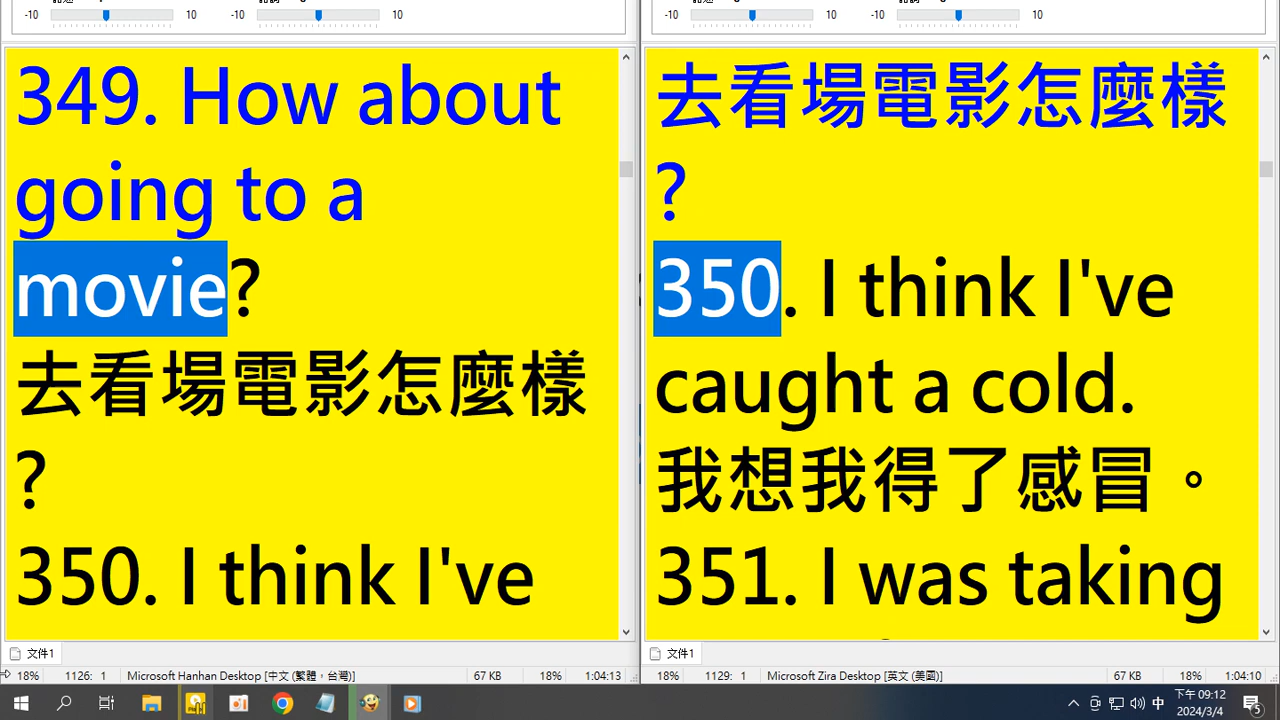 -10
10
-10
10
-10
10
-10
10
349. How about
going to a
movie?
去看場電影怎麼樣
?
350. I think I've
去看場電影怎麼樣
?
350. I think I've
caught a cold.
我想我得了感冒。
351. I was taking
文件1
文件1
18%
1126: 1
Microsoft Hanhan Desktop [中文 (繁體，台灣)]
67 KB
18%
1:04:13
18%
1129: 1
Microsoft Zira Desktop [英文 (美國)]
67 KB
18%
1:04:10
中
下午 09:12
2024/3/4
5